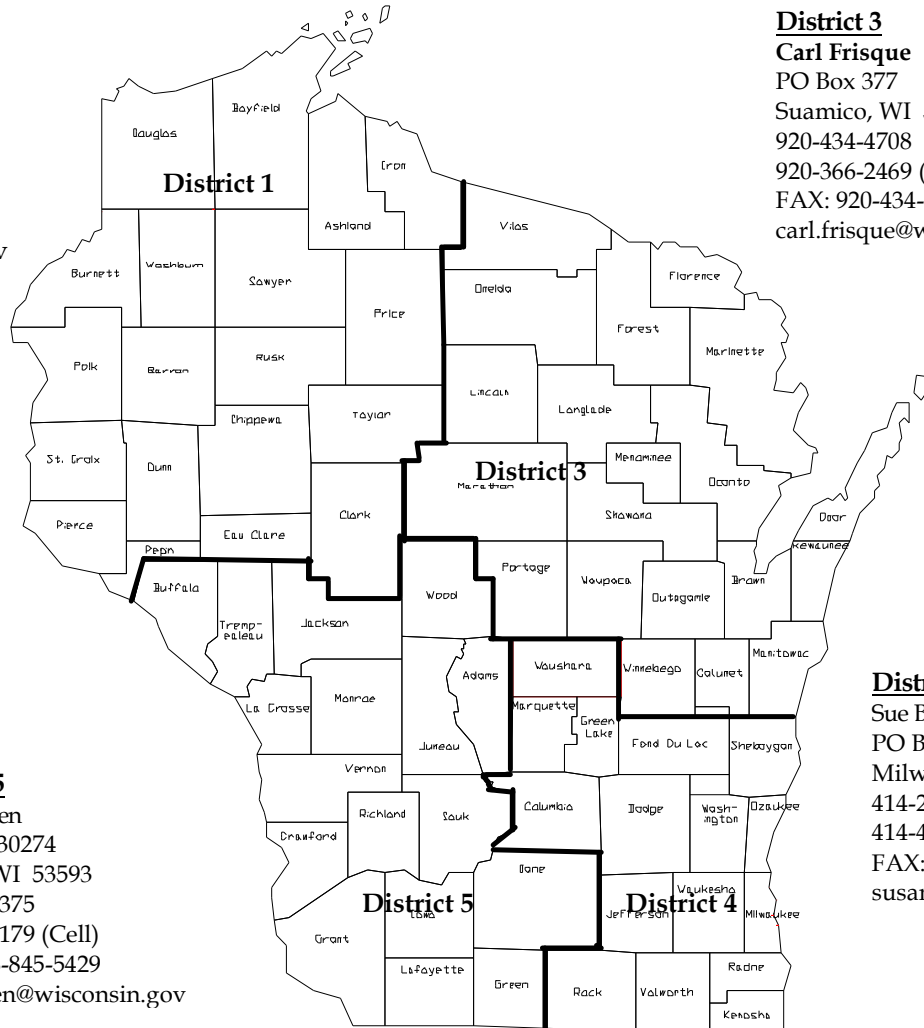 District 3
Carl Frisque
PO Box 377
Suamico, WI
920-434-4708
920-366-2469 (
FAX: 920-434-
carl.frisque@w
v
Douglas
Bayfield
Iron
District 1
Ashland
Vilas
Burnett
Washburn
Sawyer
Florence
Oneida
Price
Forest
Marinette
Polk
Barron
Rusk
Lincoln
Chippewa
Taylor
Langlade
St. Croix
Dunn
Menominee
District 3
Marathon
Oconto
Pierce
Clark
Shawano
Door
Eau Claire
Pepin
Kewaunee
Buffalo
Portage
Waupaca
Brown
Wood
Outagamie
Tremp-
ealeau
Jackson
Adams
Waushara
Winnebago
Calumet
Manitowoc
La Crosse
Monroe
Marquette
Green
Lake
Juneau
Fond Du Lac
Sheboygan
Vernon
Richland
Sauk
Columbia
Dodge
Wash-
ington
Ozaukee
Crawford
Dane
District 5
Iowa
District 4
Jefferson
Waukesha
Milwaukee
Grant
Lafayette
Green
Rock
Walworth
Racine
Kenosha
Distr
Sue B
PO B
Milw
414-2
414-4
FAX:
susan
5
en
30274
WI 53593
375
179 (Cell)
-845-5429
en@wisconsin.gov